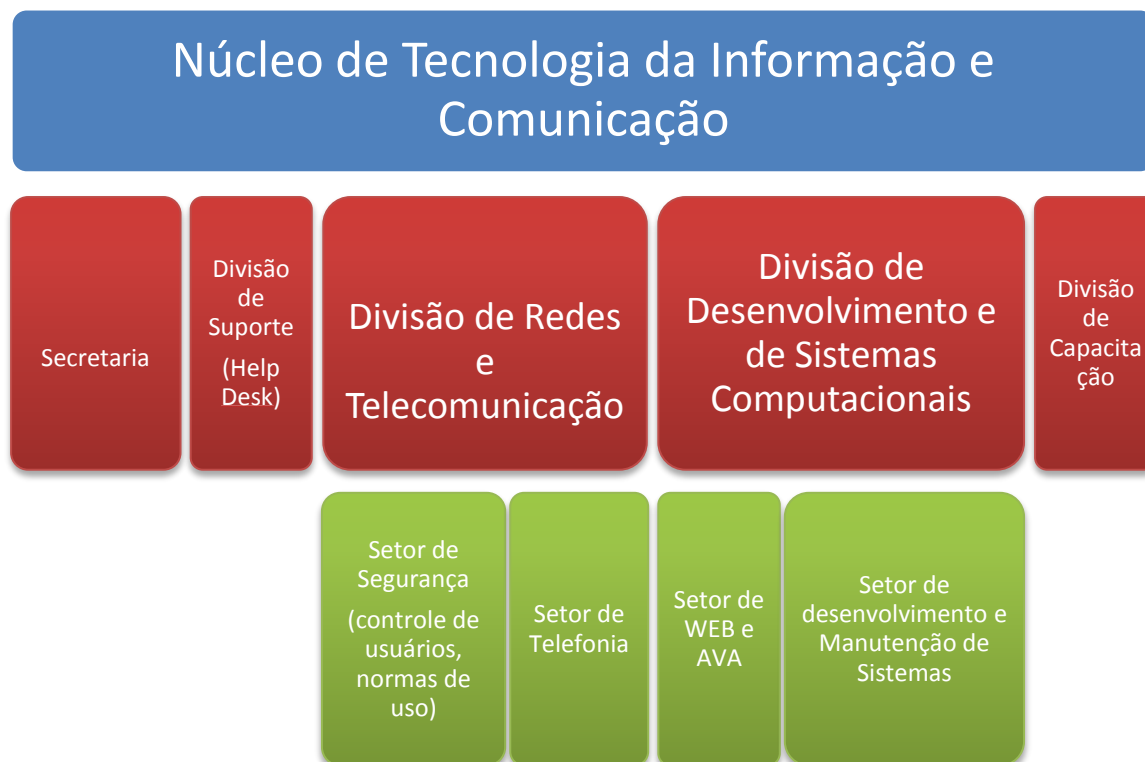 Núcleo de Tecnologia da Informação e
Comunicação
Secretaria
Divisão
de
Suporte
(Help
Desk)
Divisão de Redes
e
Telecomunicação
Divisão de
Desenvolvimento e
de Sistemas
Computacionais
Divisão
de
Capacita
ção
Setor de
Segurança
(controle de
usuários,
normas de
uso)
Setor de
Telefonia
Setor de
WEB e
AVA
Setor de
desenvolvimento e
Manutenção de
Sistemas